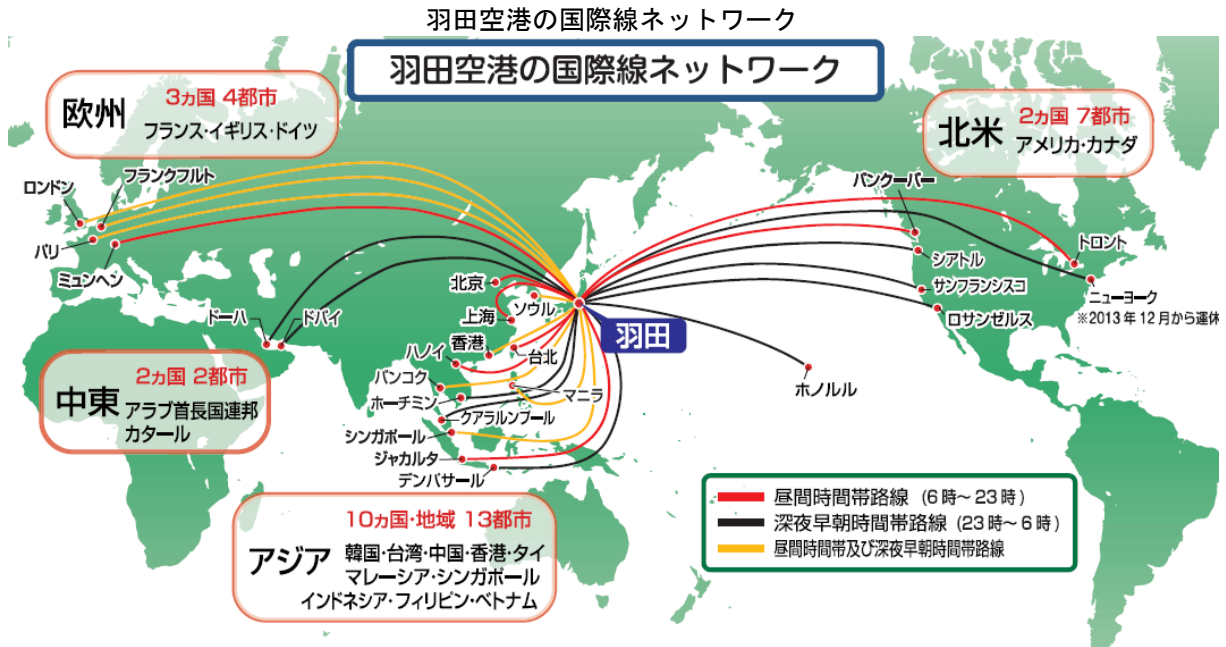 羽田空港の国際線ネットワーク
羽田空港の国際線ネットワーク
欧州
3ヵ国 4都市
フランス・イギリス・ドイツ
北米
2ヵ国 7都市
アメリカ・カナダ
ロンドン
フランクフルト
パリ
ミュンヘン
バンクーバー
トロント
シアトル
サンフランシスコ
ニューヨーク
※2013年12月から運休
ロサンゼルス
北京
ソウル
上海
羽田
ドーハ
ドバイ
香港
台北
ハノイ
バンコク
マニラ
ホーチミン
クアラルンプール
シンガポール
ジャカルタ
デンパサール
ホノルル
中東
2ヵ国 2都市
アラブ首長国連邦
カタール
アジア
10ヵ国・地域 13都市
韓国・台湾・中国・香港・タイ
マレーシア・シンガポール
インドネシア・フィリピン・ベトナム
昼間時間帯路線 (6時～23時)
深夜早朝時間帯路線 (23時～6時)
昼間時間帯及び深夜早朝時間帯路線